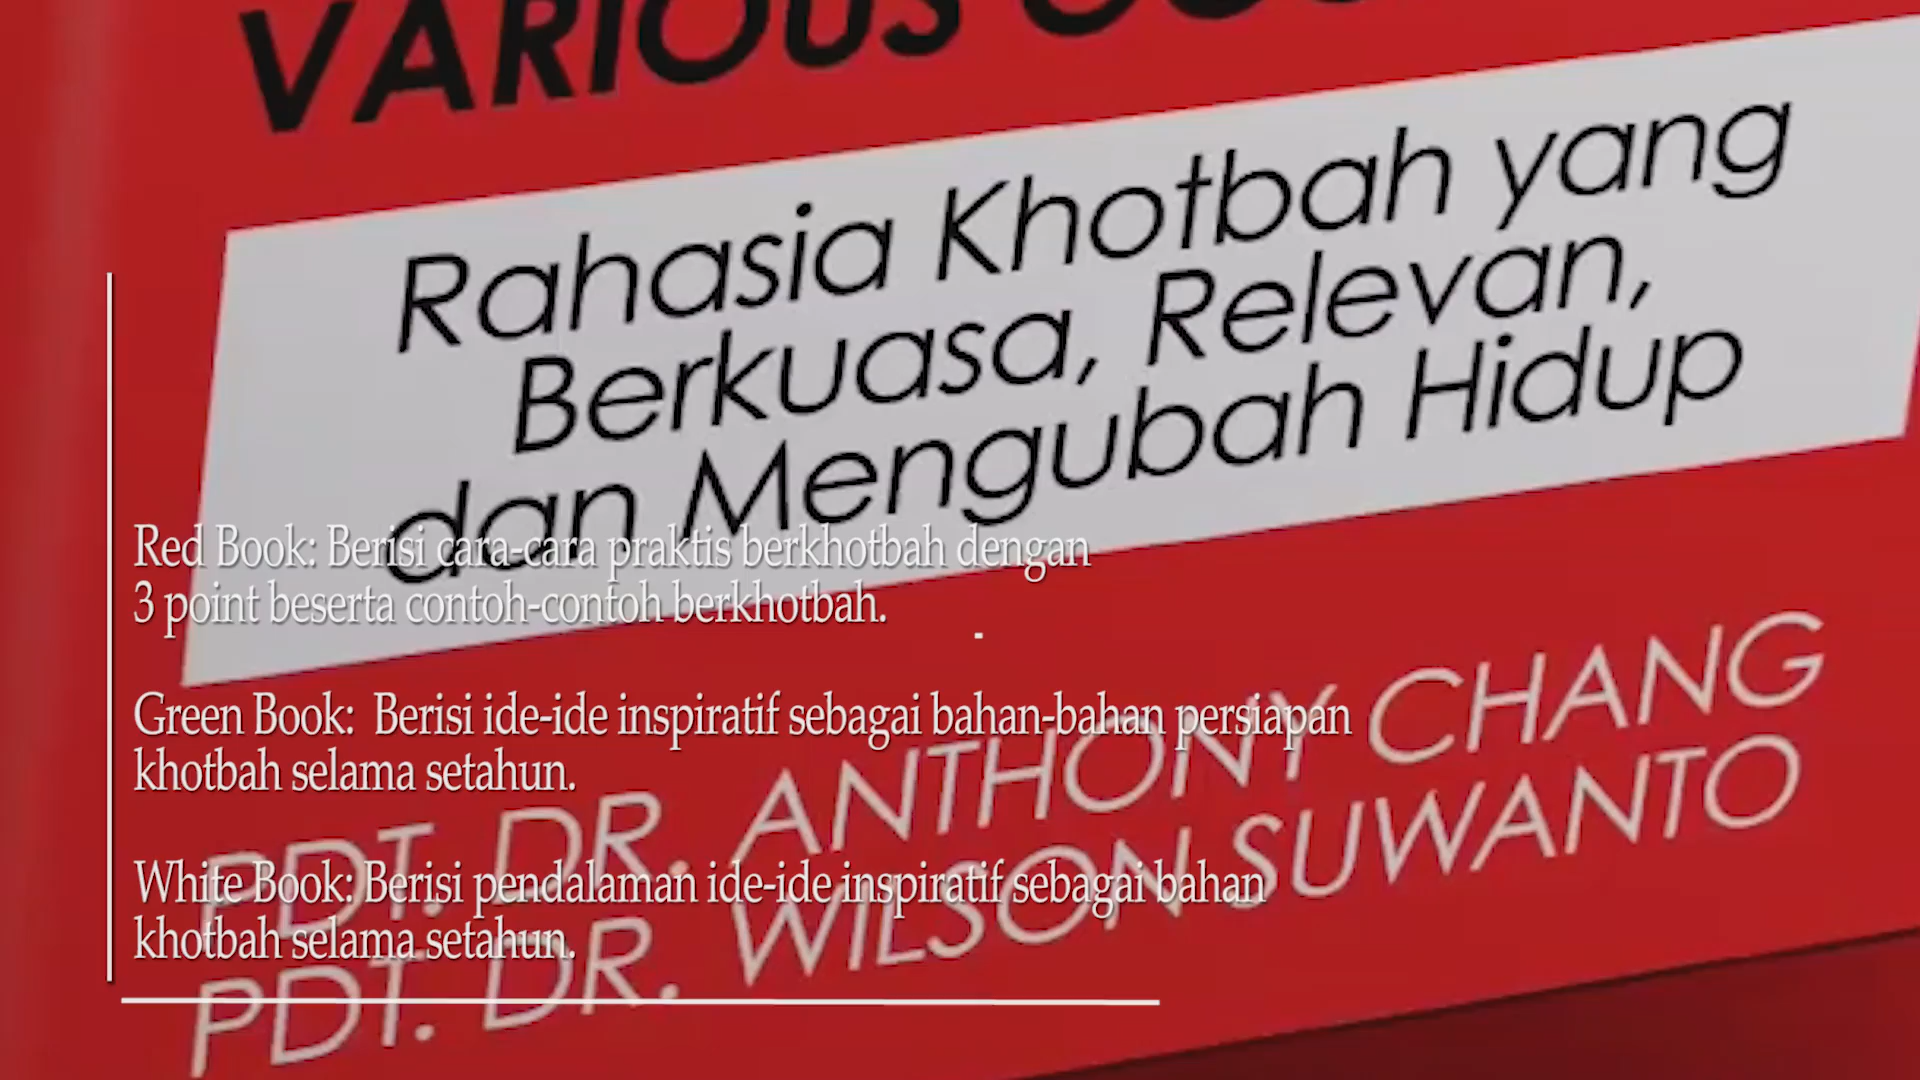 VARIOUS
Rahasia Khotbah yang
Berkuasa, Relevan,
dan Mengubah Hidup
PDT. DR. ANTHONY CHANG
PDT. DR. WILSON SUWANTO
Red Book: Berisi cara-cara praktis berkhotbah dengan
3 point beserta contoh-contoh berkhotbah.
Green Book: Berisi ide-ide inspiratif sebagai bahan-bahan persiapan
khotbah selama setahun.
White Book: Berisi pendalaman ide-ide inspiratif sebagai bahan
khotbah selama setahun.